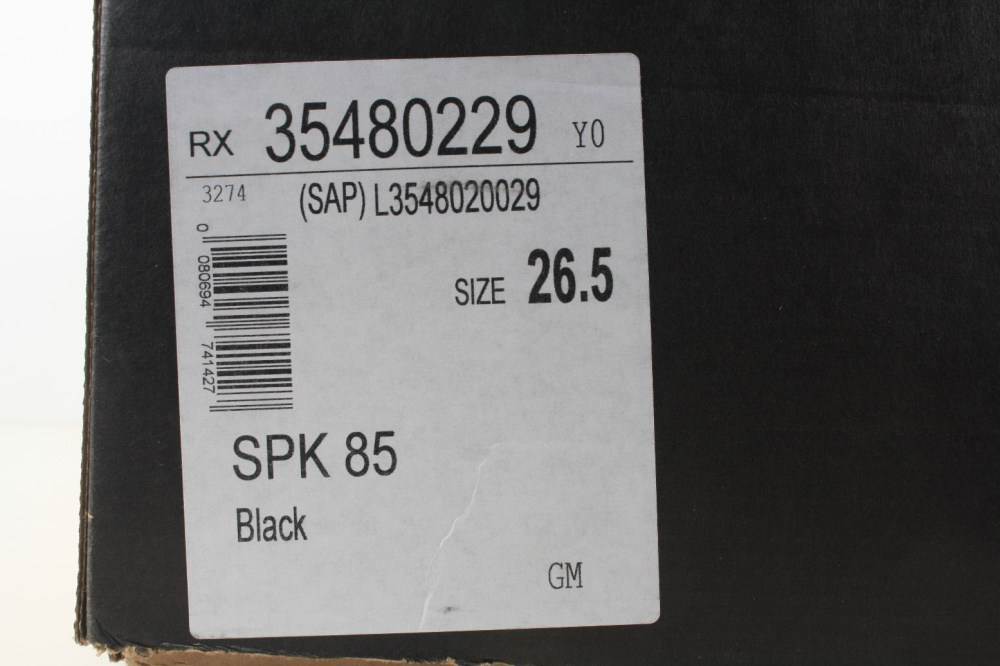 RX 35480229 Y0
3274 (SAP) L3548020029
0 080694 741427
SIZE 26.5
SPK 85
Black
GM